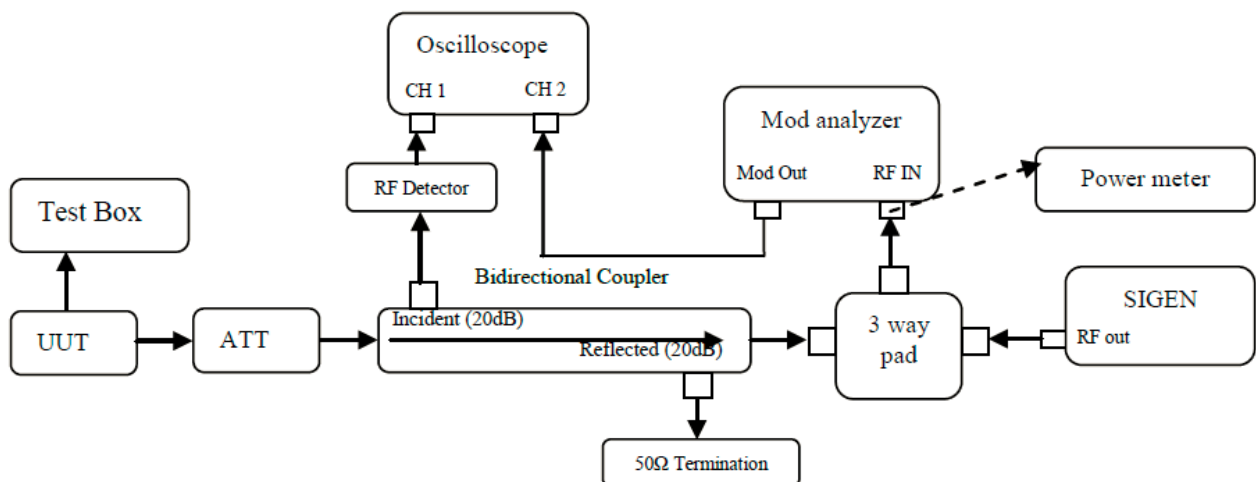 Oscilloscope
CH 1
CH 2
Mod analyzer
Mod Out
RF IN
Power meter
RF Detector
Test Box
Bidirectional Coupler
SIGEN
RF out
UUT
ATT
Incident (20dB)
Reflected (20dB)
3 way
pad
50Ω Termination